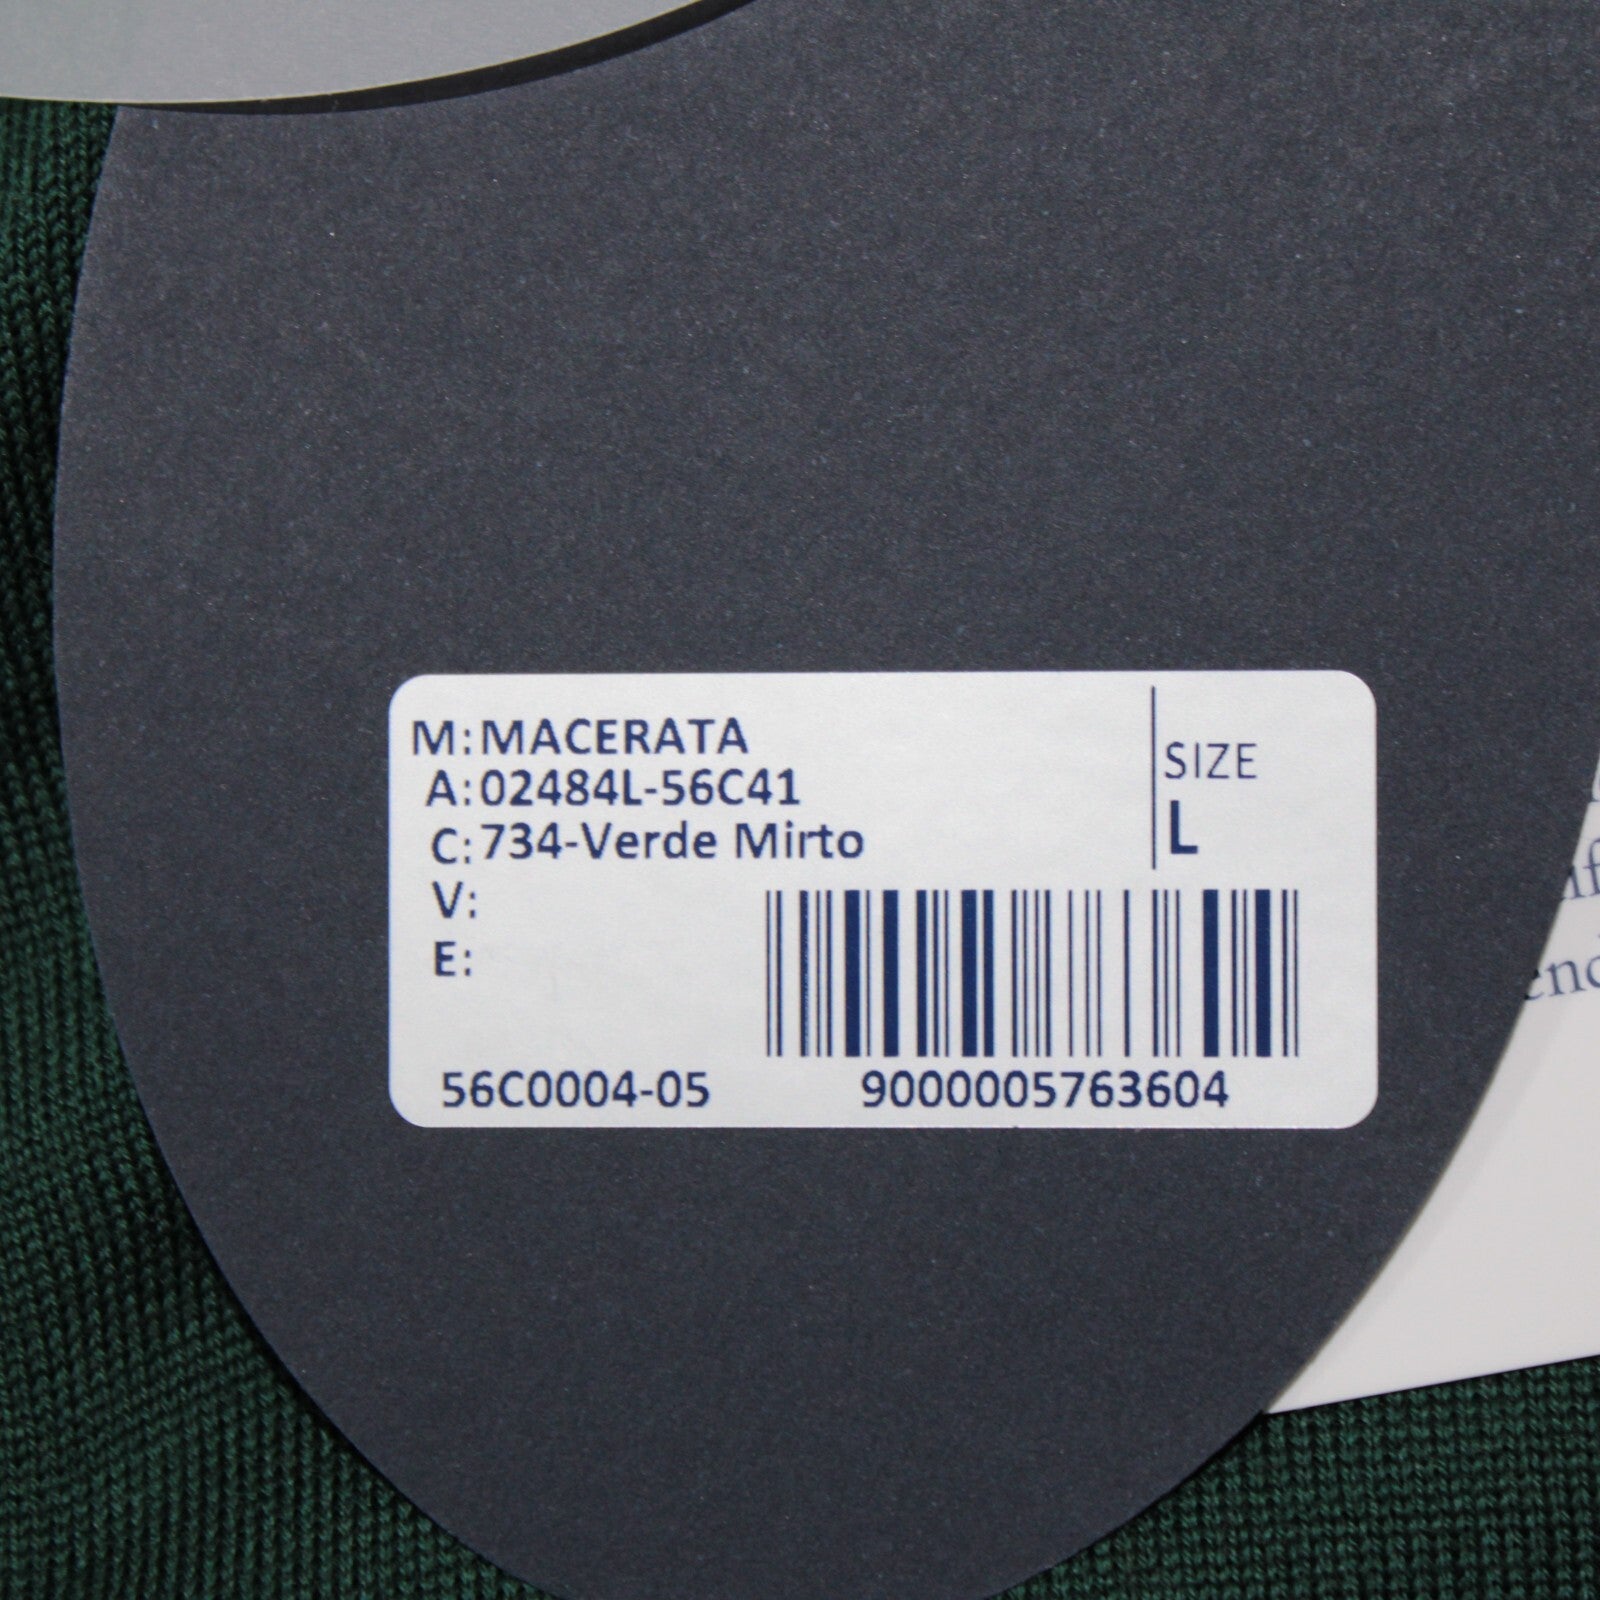 M: MACERATA
A: 02484L-56C41
C: 734-Verde Mirto
V:
E:
SIZE
L
56C0004-05
9000005763604